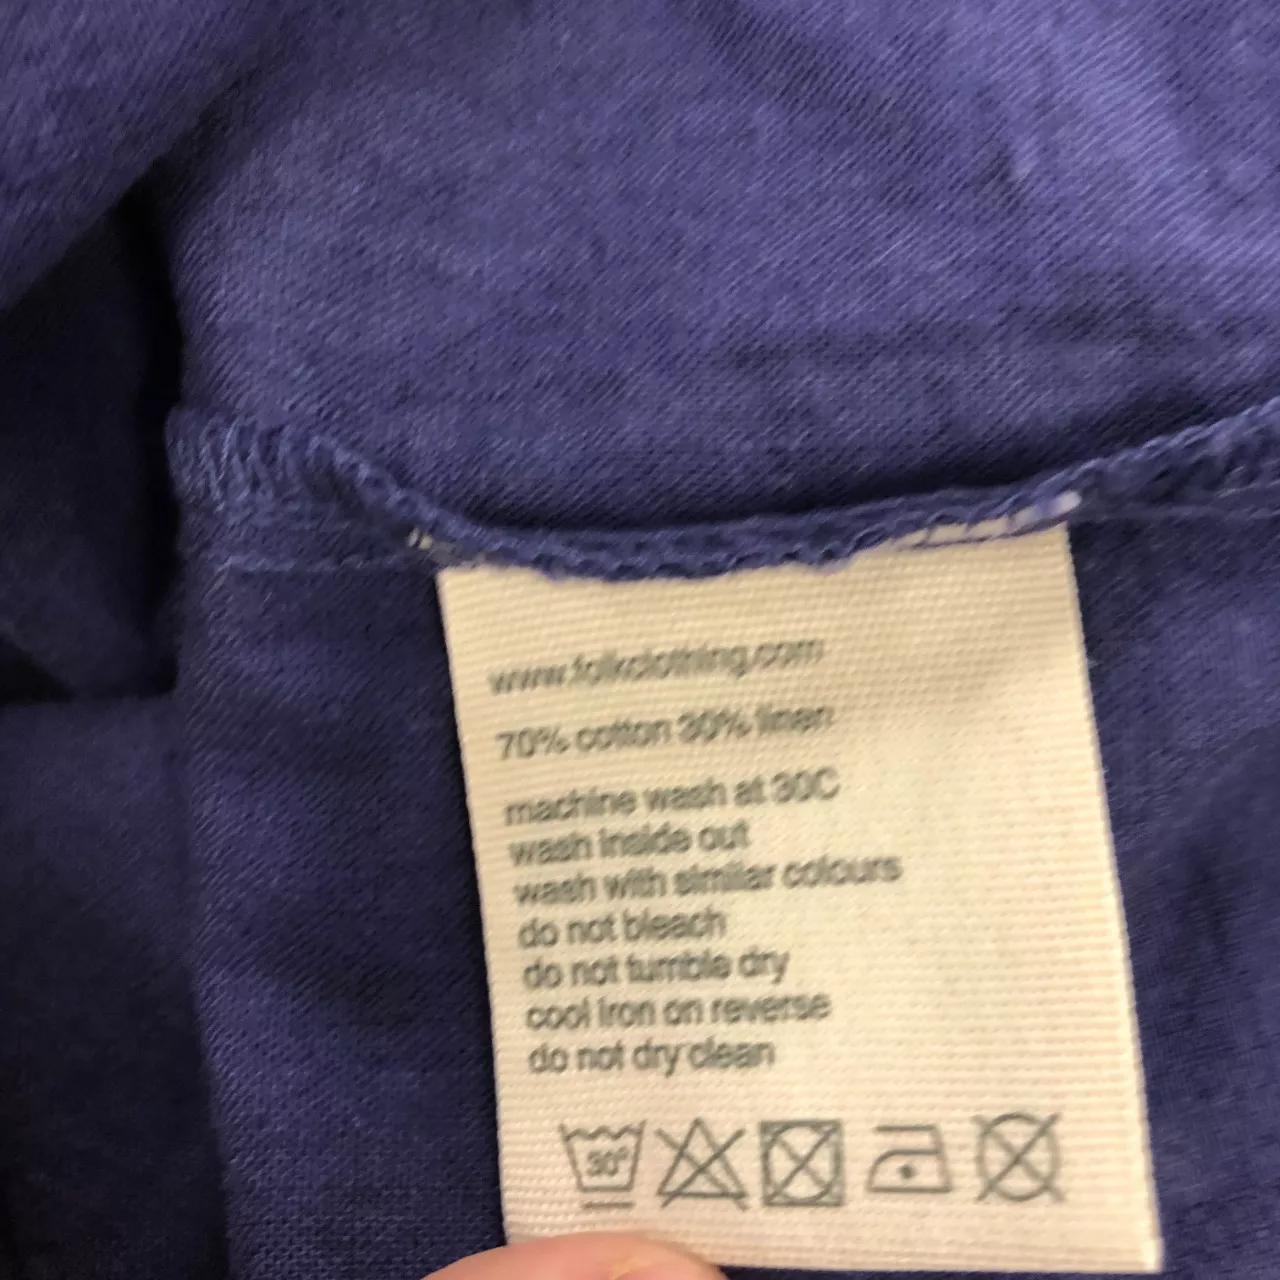 www.folkclothing.com
70% cotton 30% linen
machine wash at 30C
wash inside out
wash with similar colours
do not bleach
do not tumble dry
cool iron on reverse
do not dry clean
30°